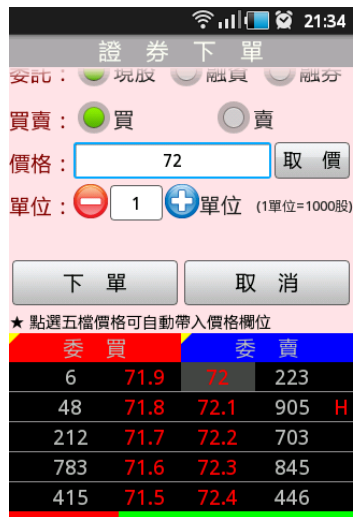 21:34
證券下單
委託： 現股 融資 融券
買賣： 買 賣
價格： 72 取 價
單位： 1 單位 (1單位=1000股)
下 單 取 消
★ 點選五檔價格可自動帶入價格欄位
委 買 委 賣
6 71.9 72 223
48 71.8 72.1 905 H
212 71.7 72.2 703
783 71.6 72.3 845
415 71.5 72.4 446